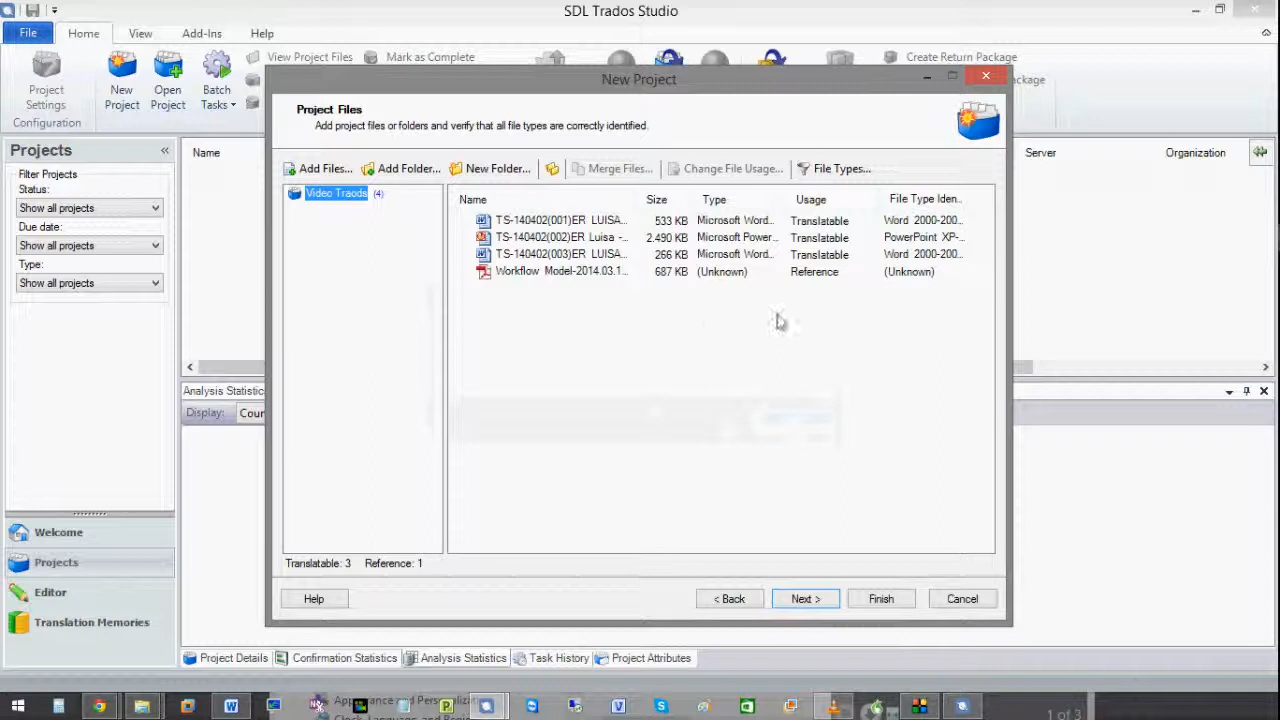 SDL Trados Studio
File Home View Add-Ins Help
View Project Files Mark as Complete Create Return Package
Project Settings New Project Open Project Batch Tasks
Configuration
New Project
Project Files
Add project files or folders and verify that all file types are correctly identified.
Projects «
Filter Projects
Status:
Show all projects
Due date:
Show all projects
Type:
Show all projects
Name Server Organization
Add Files... Add Folder... New Folder... Merge Files... Change File Usage... File Types...
Video Traods (4)
Name Size Type Usage File Type Iden..
TS-140402(001)ER LUISA... 533 KB Microsoft Word... Translatable Word 2000-200...
TS-140402(002)ER Luisa -... 2.490 KB Microsoft Power... Translatable PowerPoint XP-...
TS-140402(003)ER LUISA... 266 KB Microsoft Word... Translatable Word 2000-200...
Workflow Model-2014.03.1... 687 KB (Unknown) Reference (Unknown)
Analysis Statistic
Display: Cour
Translatable: 3 Reference: 1
Help < Back Next > Finish Cancel
Welcome
Projects
Editor
Translation Memories
Project Details Confirmation Statistics Analysis Statistics Task History Project Attributes
1 of 3